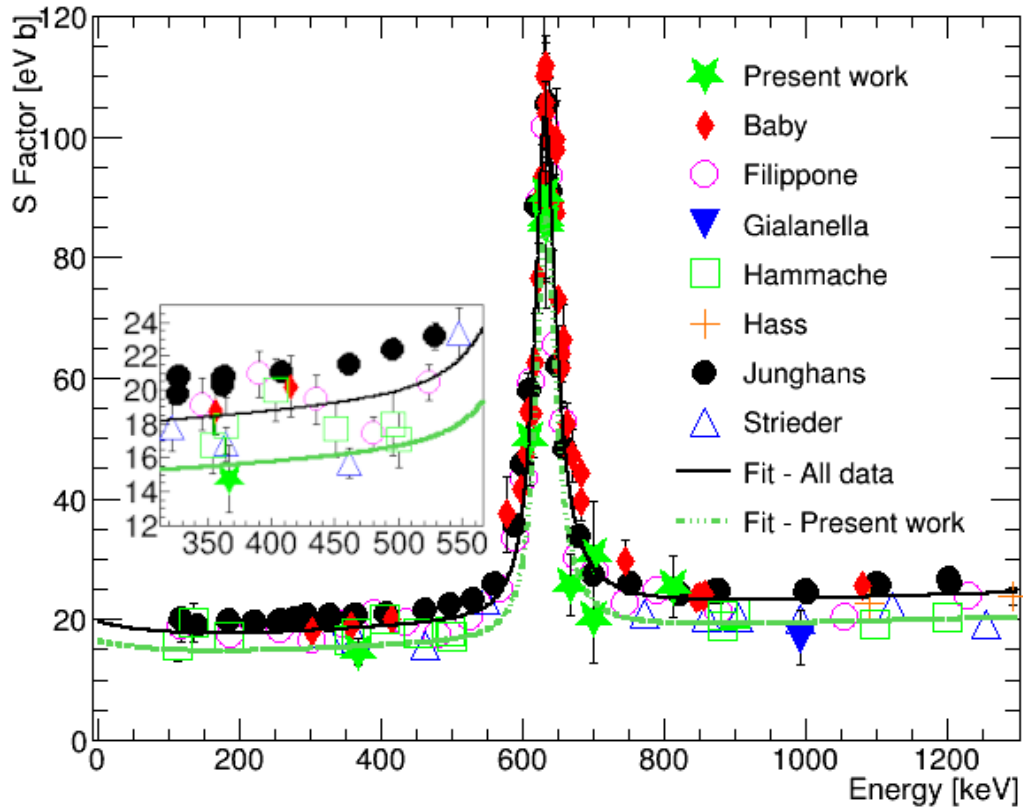 S Factor [eV b]
120
100
80
60
40
20
0
Present work
Baby
Filippone
Gialanella
Hammache
Hass
Junghans
Strieder
Fit - All data
Fit - Present work
24
22
20
18
16
14
12
350 400 450 500 550
0 200 400 600 800 1000 1200
Energy [keV]